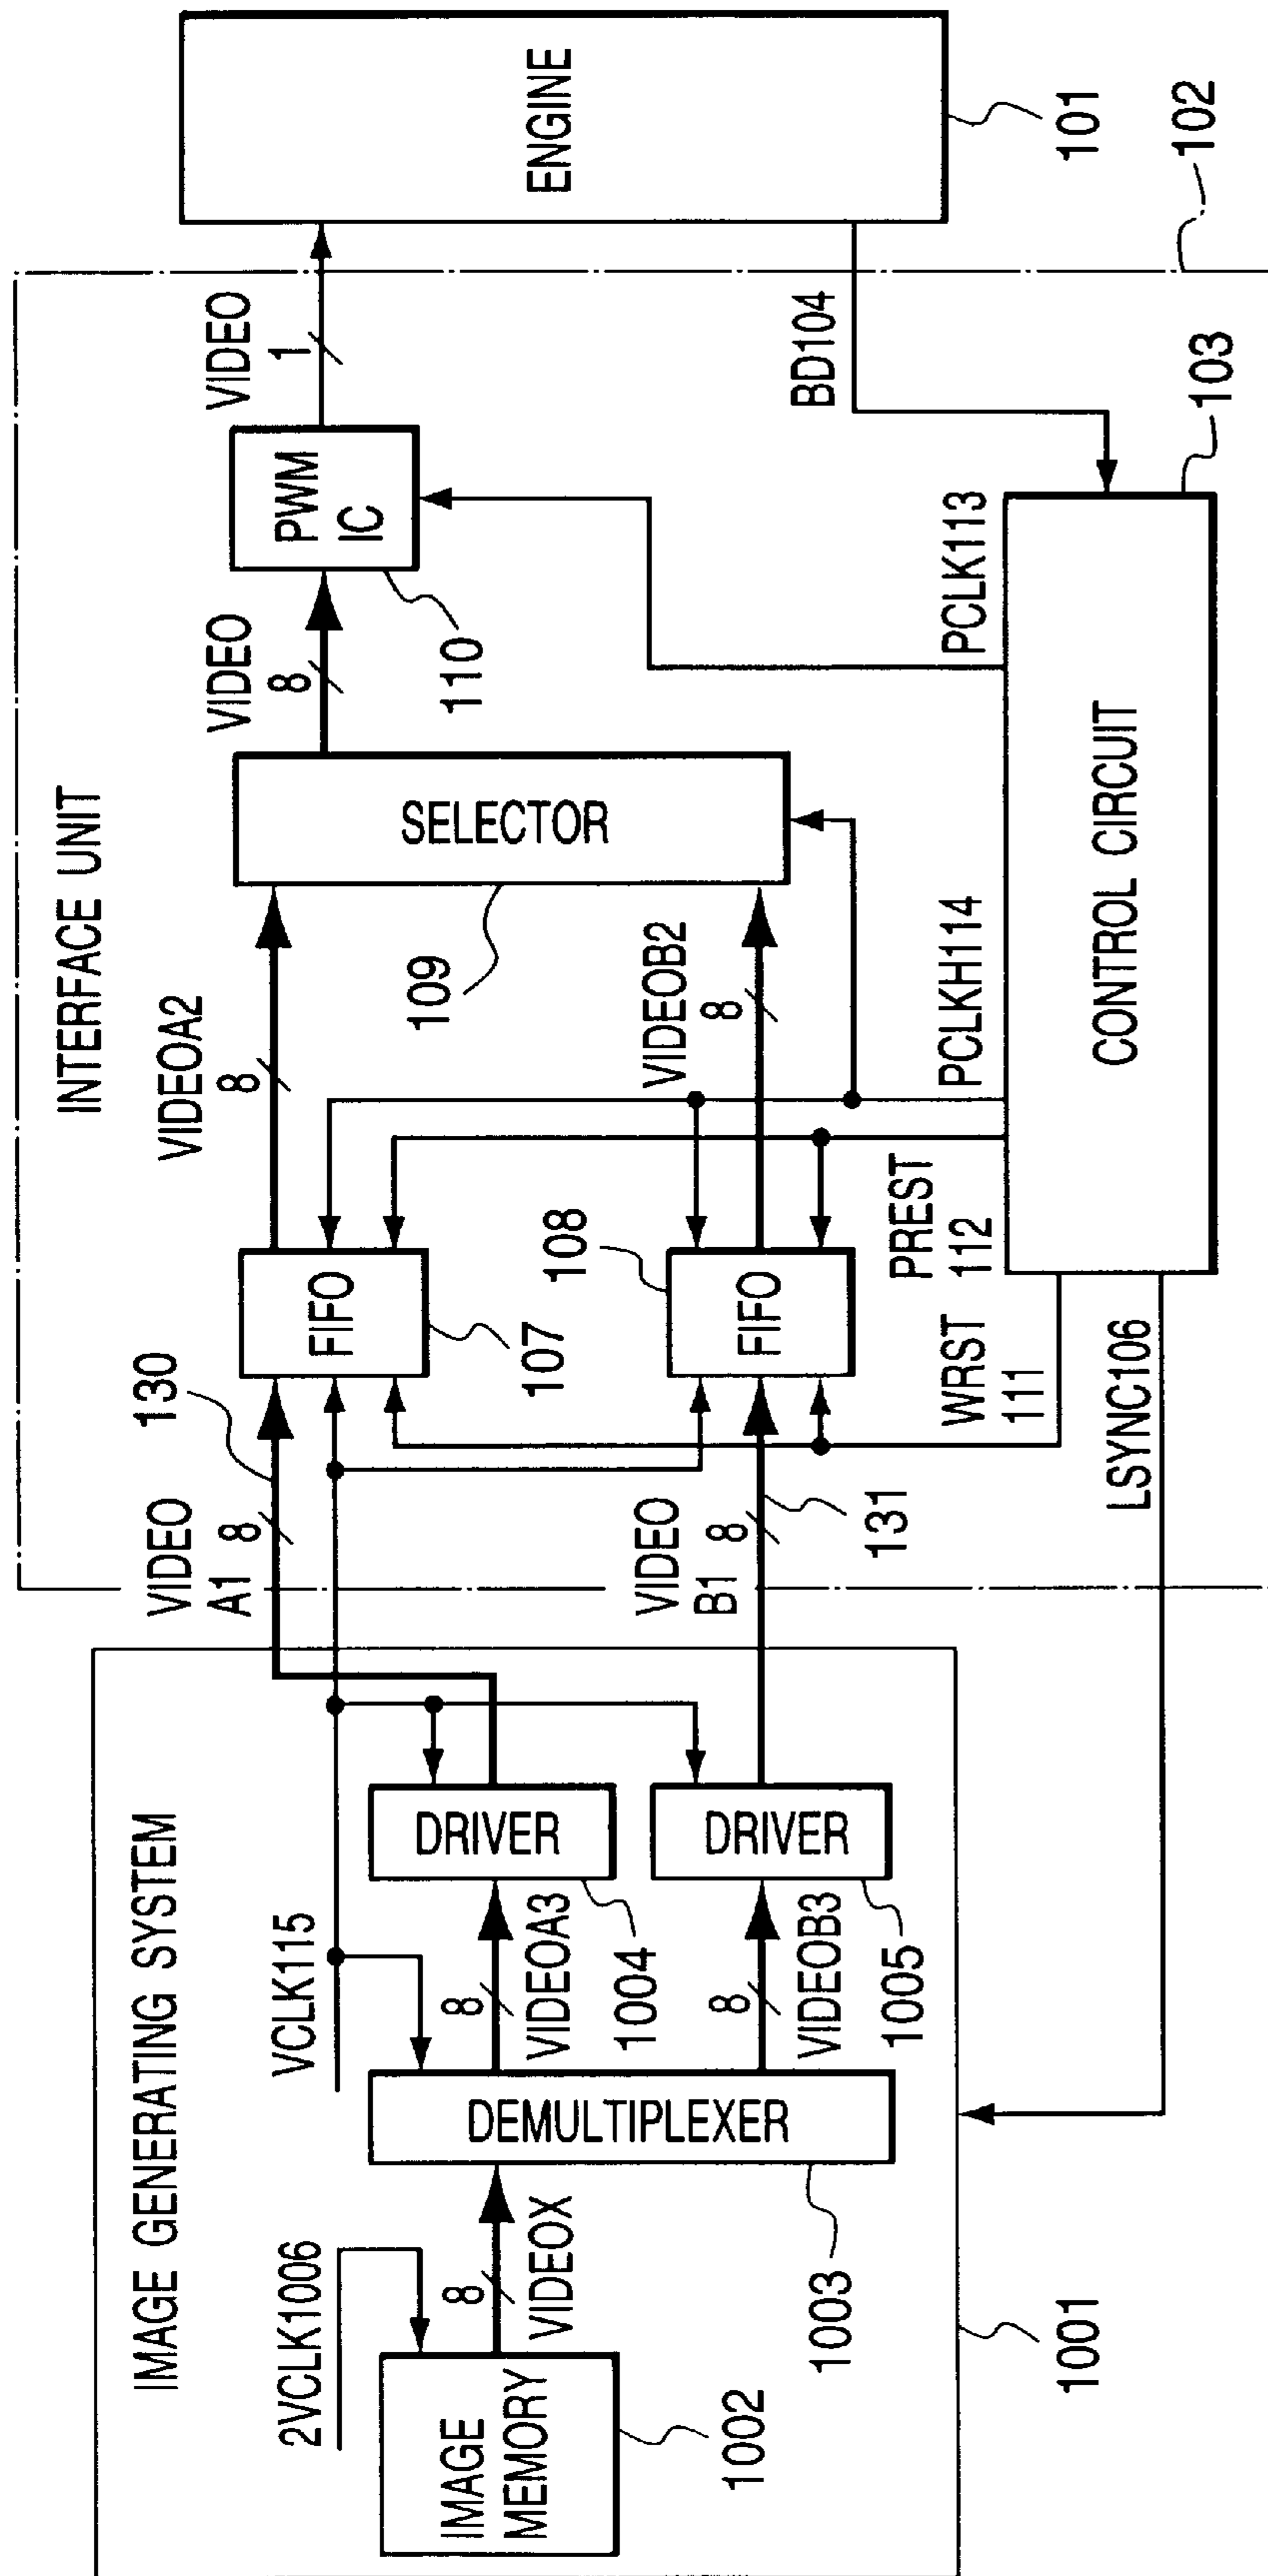 IMAGE GENERATING SYSTEM
INTERFACE UNIT
2VCLK1006
VCLK115
IMAGE
MEMORY
1002
8
VIDEOX
DEMULTIPLEXER
1003
8
VIDEOA3
8
VIDEOB3
DRIVER
1004
DRIVER
1005
1001
VIDEO
A1
8
130
VIDEO
B1
8
131
FIFO
107
FIFO
108
VIDEOA2
8
VIDEOB2
8
SELECTOR
109
VIDEO
8
PWM
IC
110
VIDEO
1
ENGINE
101
102
BD104
103
CONTROL CIRCUIT
PCLK113
PCLKH114
PREST
112
WRST
111
LSYNC106